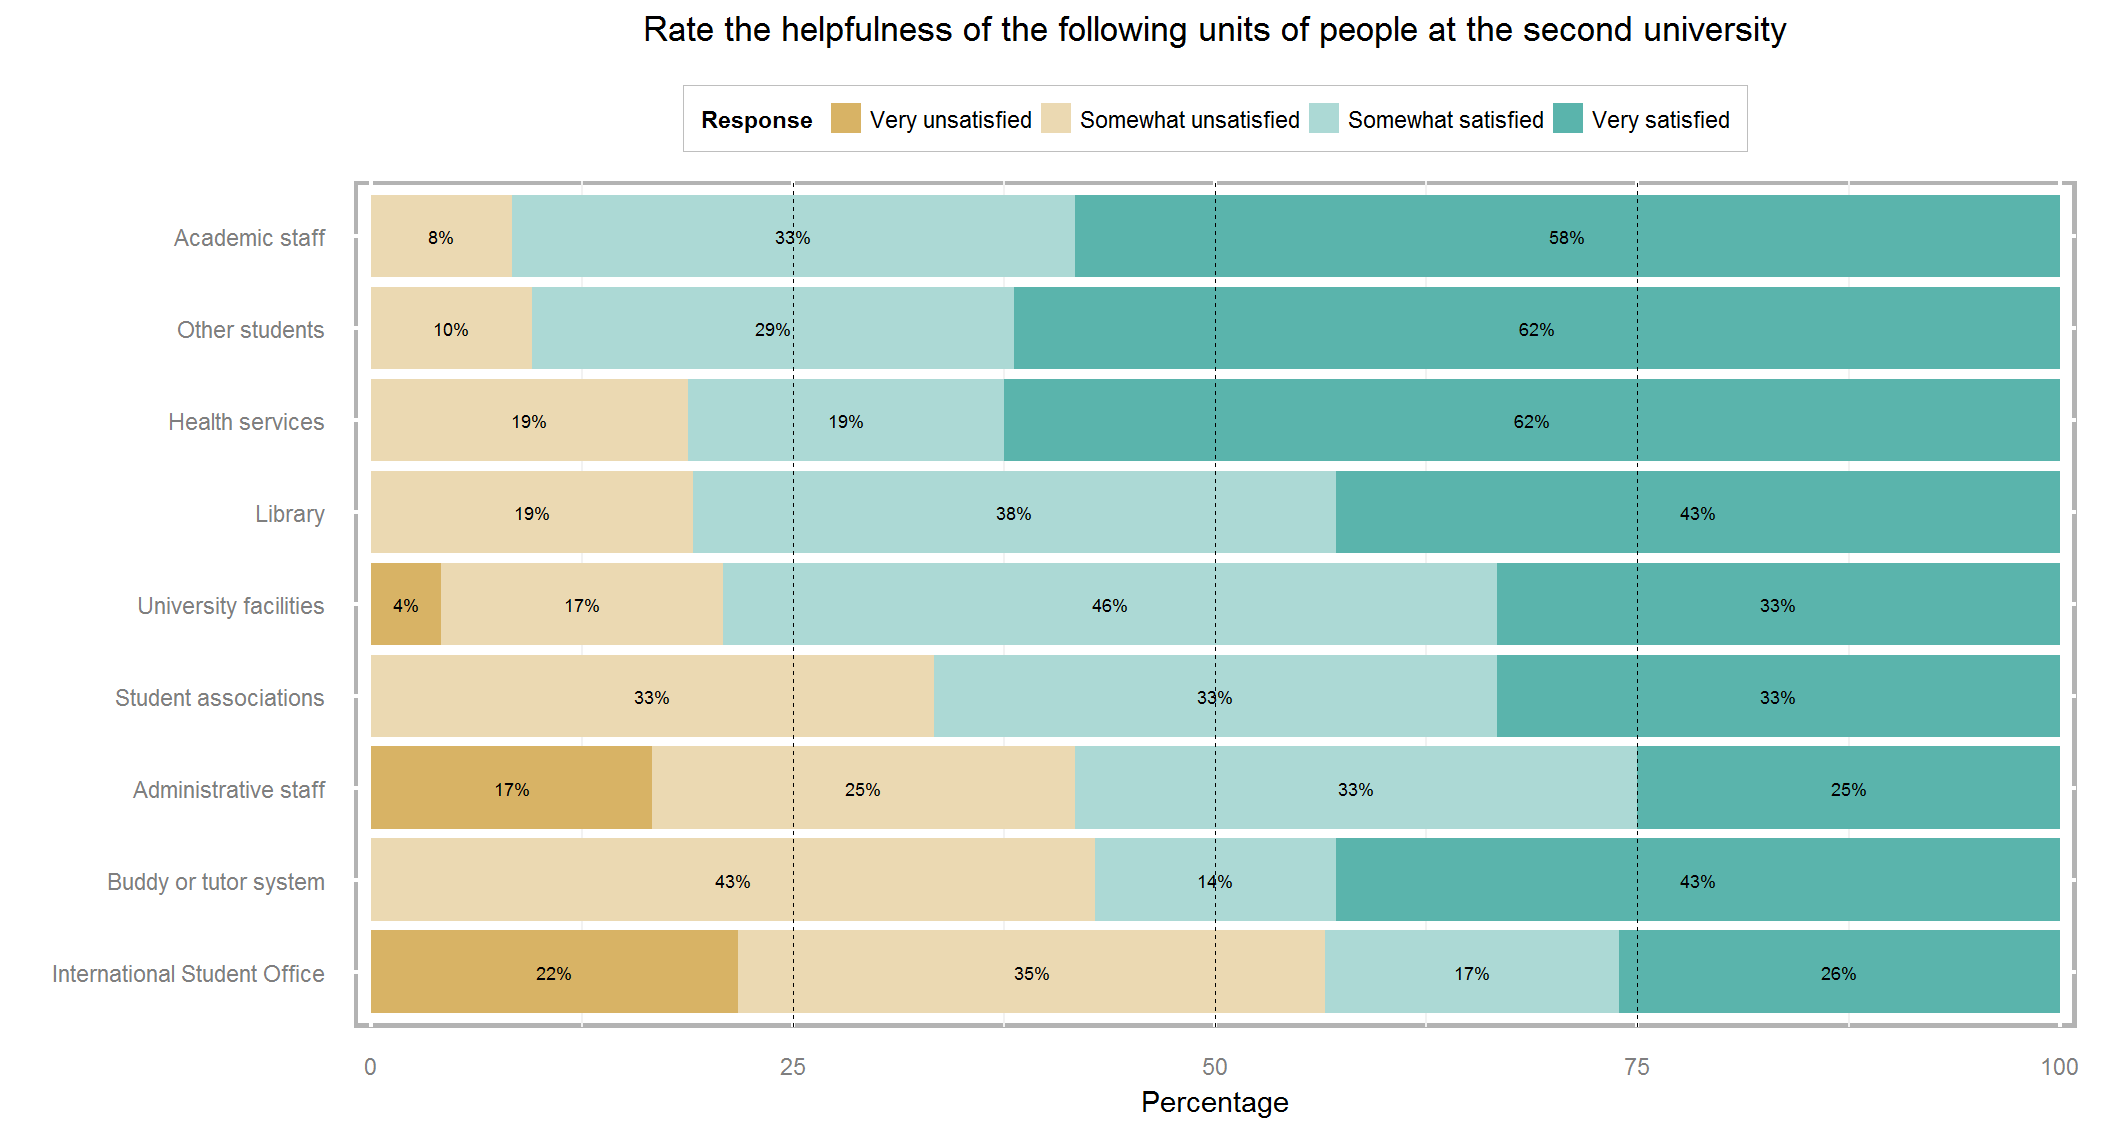 Rate the helpfulness of the following units of people at the second university
Response Very unsatisfied Somewhat unsatisfied Somewhat satisfied Very satisfied
Academic staff 8% 33% 58%
Other students 10% 29% 62%
Health services 19% 19% 62%
Library 19% 38% 43%
University facilities 4% 17% 46% 33%
Student associations 33% 33% 33%
Administrative staff 17% 25% 33% 25%
Buddy or tutor system 43% 14% 43%
International Student Office 22% 35% 17% 26%
0 25 50 75 100
Percentage